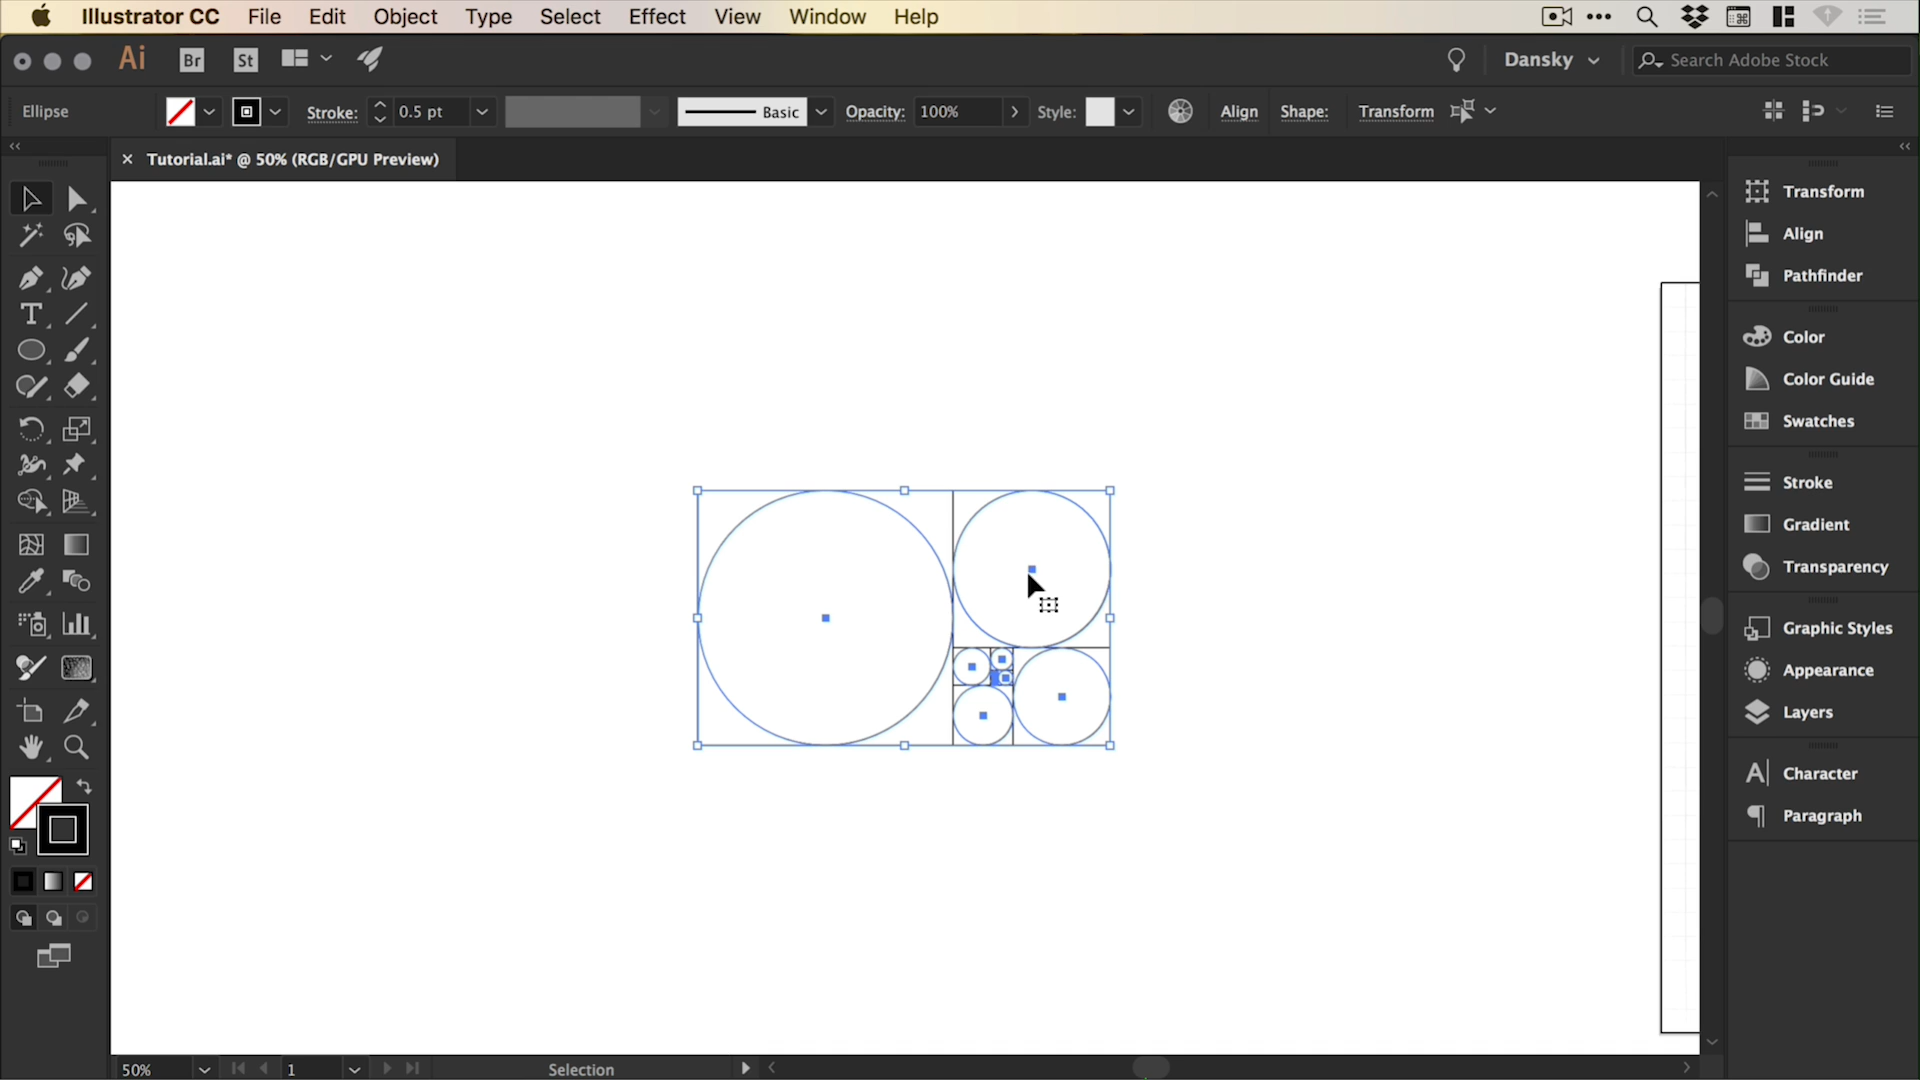 Illustrator CC File Edit Object Type Select Effect View Window Help
Ai Br St Dansky Search Adobe Stock
Ellipse Stroke: 0.5 pt Basic Opacity: 100% Style: Align Shape: Transform
Tutorial.ai* @ 50% (RGB/GPU Preview)
Transform
Align
Pathfinder
Color
Color Guide
Swatches
Stroke
Gradient
Transparency
Graphic Styles
Appearance
Layers
Character
Paragraph
50% 1 Selection